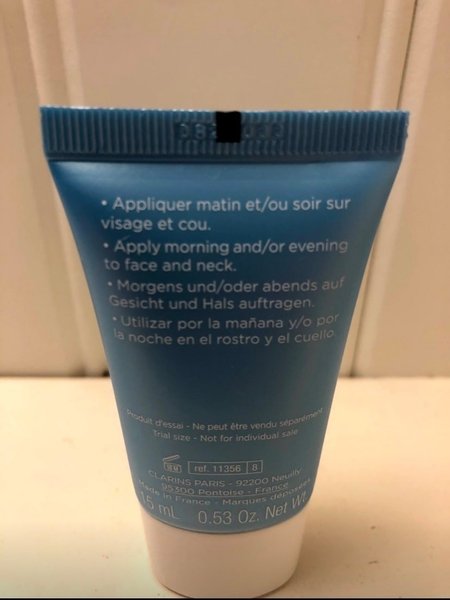 • Appliquer matin et/ou soir sur
visage et cou.
• Apply morning and/or evening
to face and neck.
• Morgens und/oder abends auf
Gesicht und Hals auftragen.
• Utilizar por la mañana y/o por
la noche en el rostro y el cuello
Produit d'essai - Ne peut être vendu séparément
Trial size - Not for individual sale
ref. 11356 8
CLARINS PARIS - 92200 Neuilly
95300 Pontoise - France
Made in France - Marques déposées
15 mL 0.53 Oz. Net Wt.